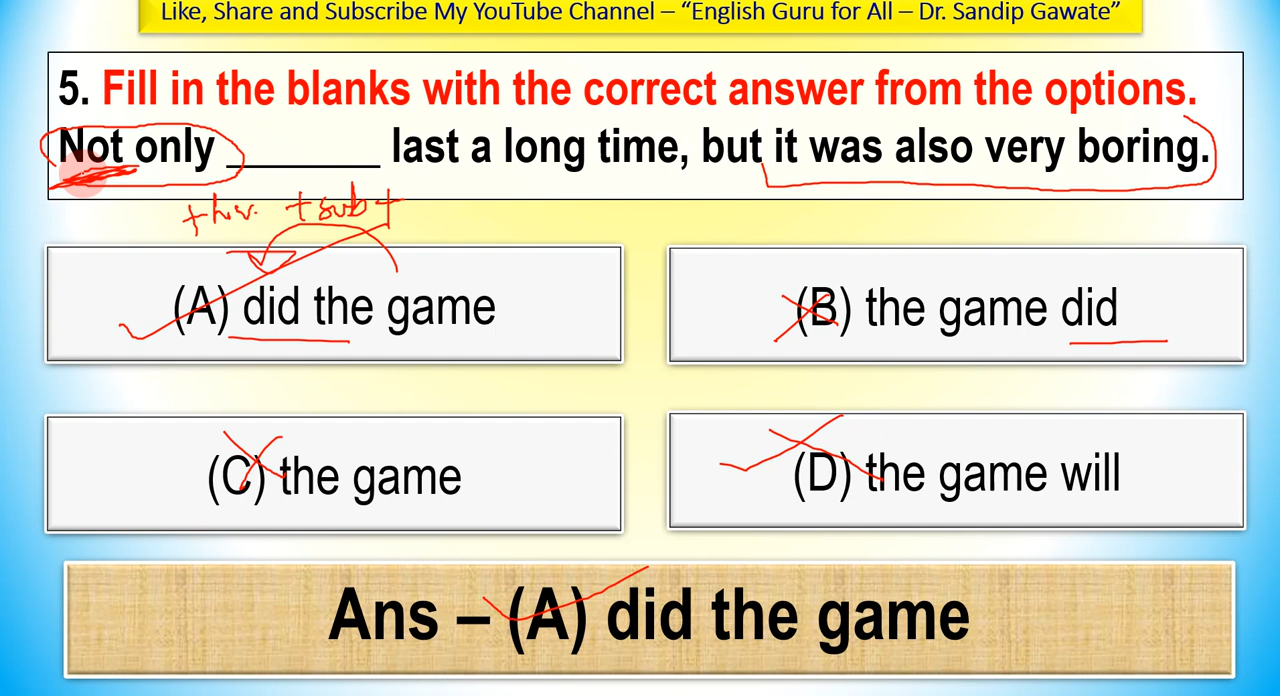 Like, Share and Subscribe My YouTube Channel – “English Guru for All – Dr. Sandip Gawate”
5. Fill in the blanks with the correct answer from the options.
Not only _______ last a long time, but it was also very boring.
+ h.v. + sub +
(A) did the game
(B) the game did
(C) the game
(D) the game will
Ans – (A) did the game